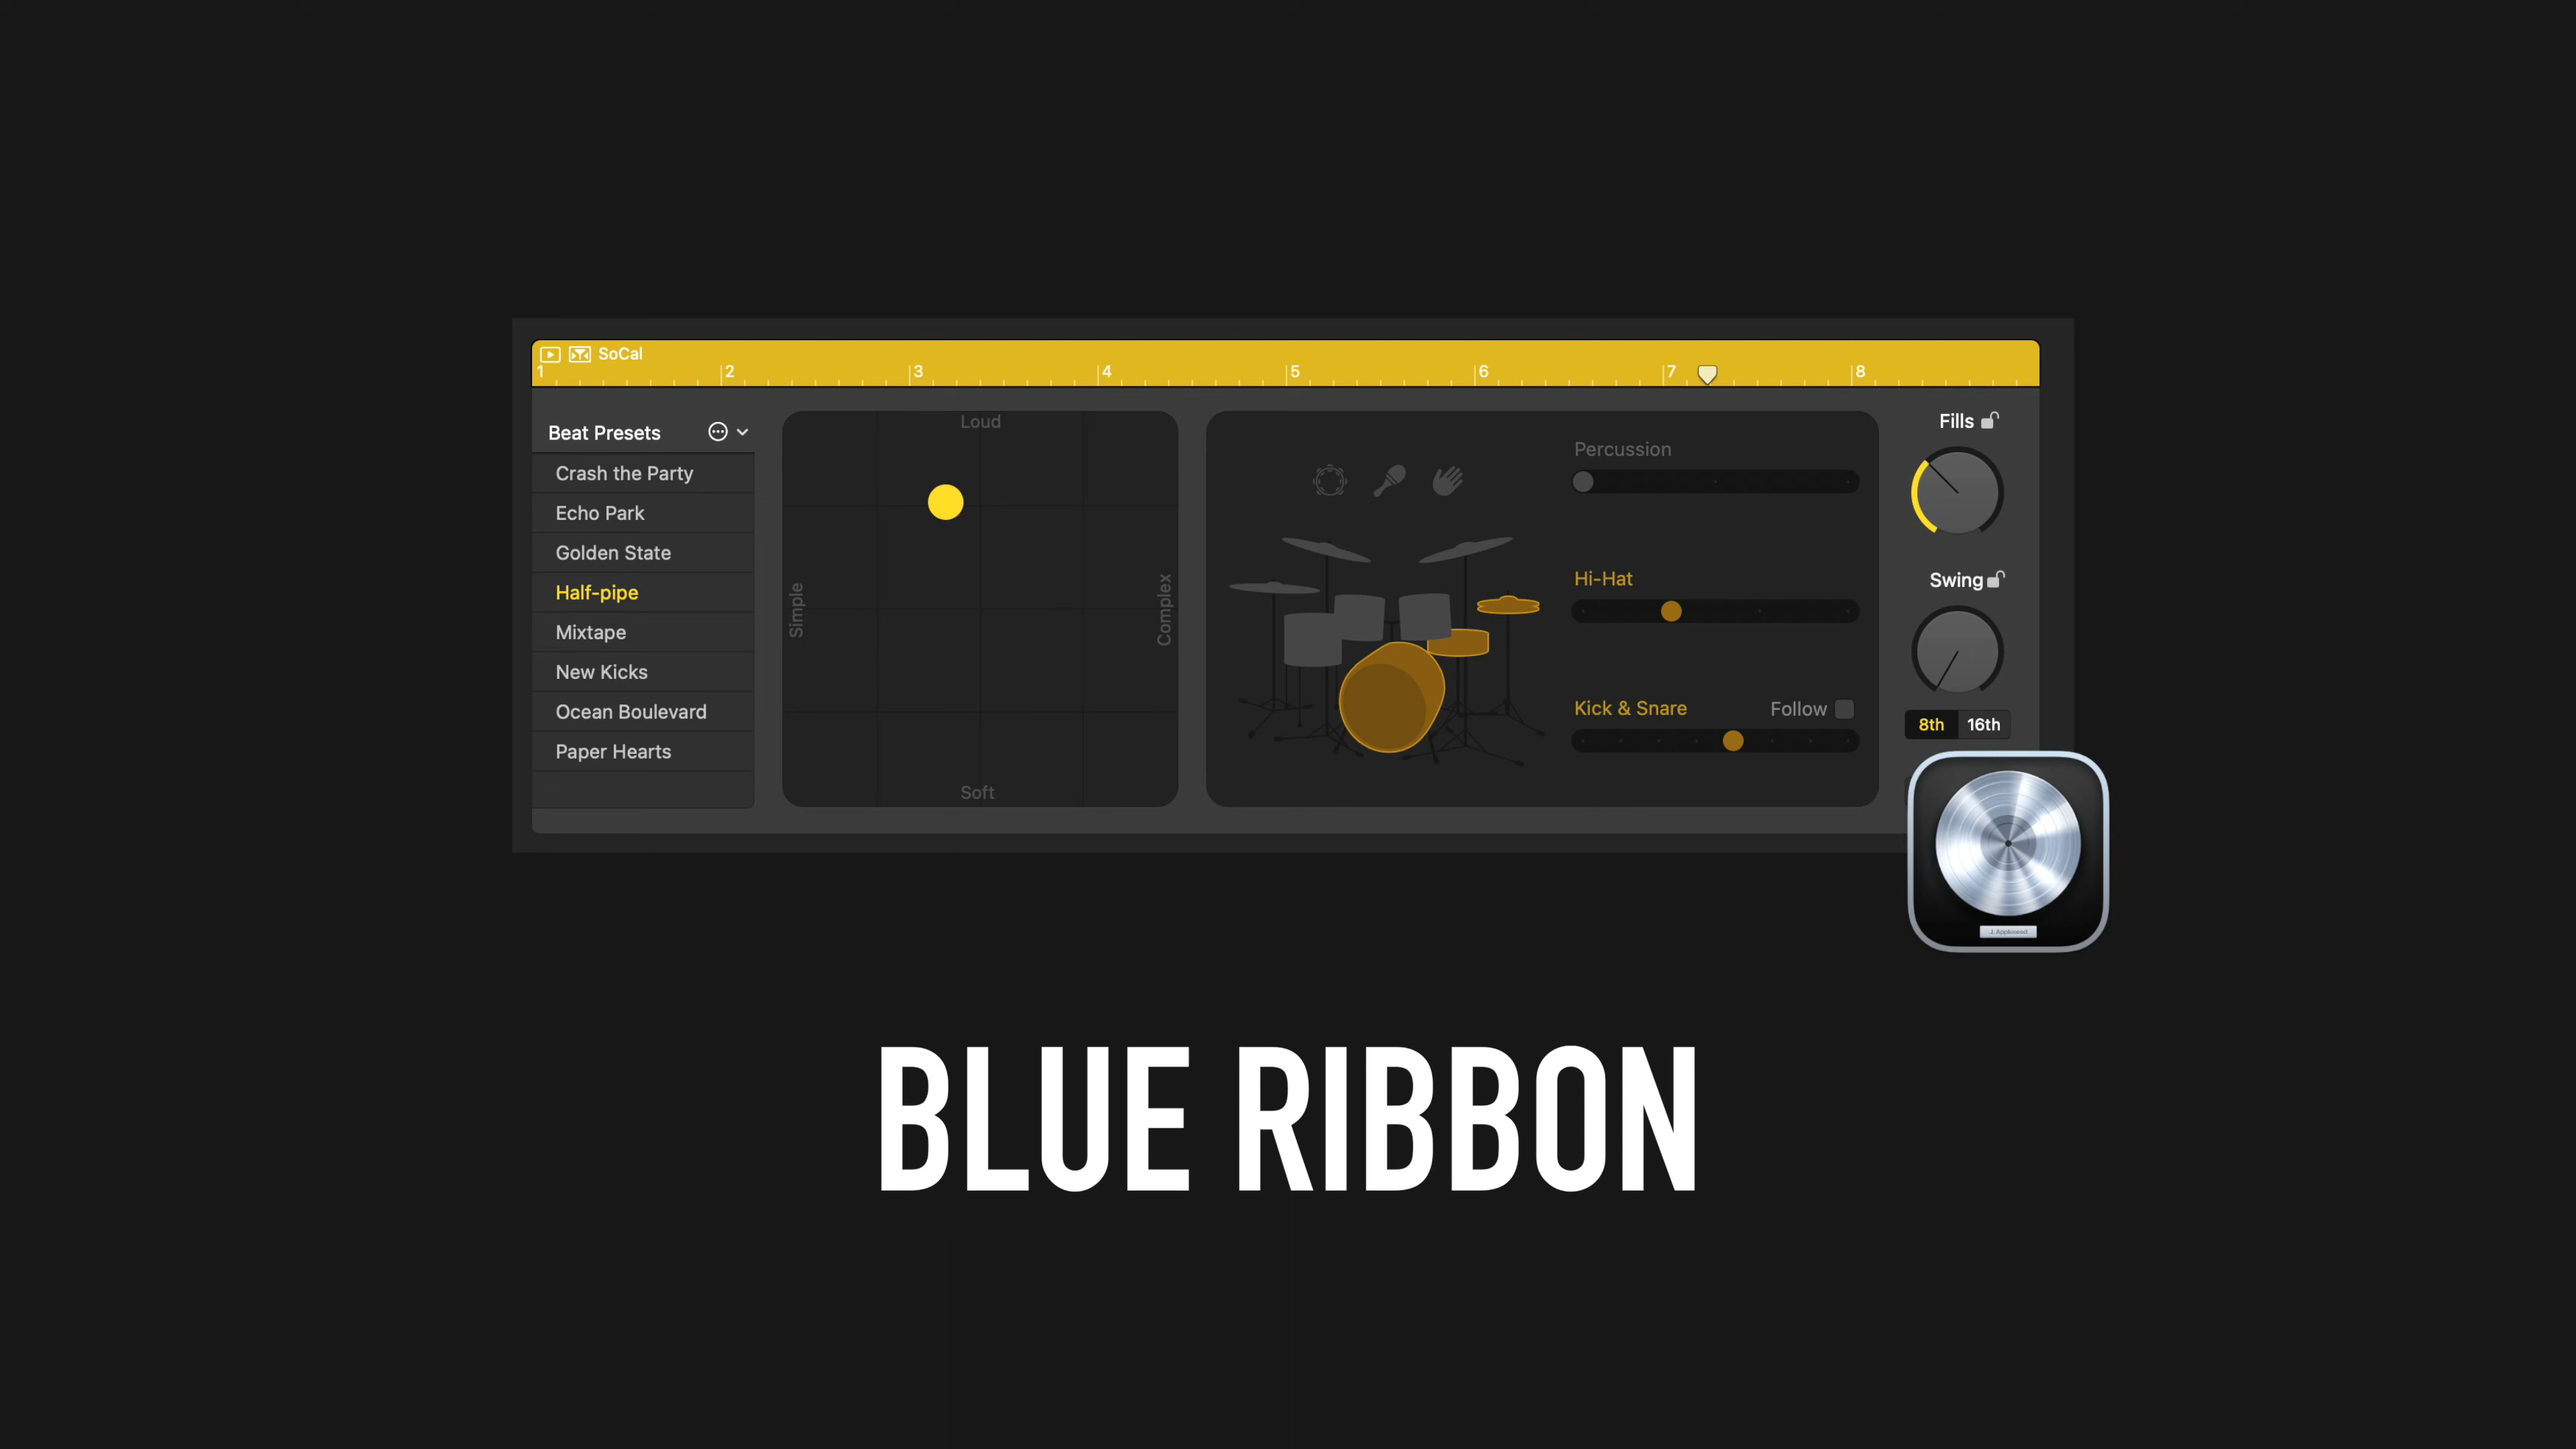 SoCal
1 2 3 4 5 6 7 8
Beat Presets
Crash the Party
Echo Park
Golden State
Half-pipe
Mixtape
New Kicks
Ocean Boulevard
Paper Hearts
Loud
Simple
Complex
Soft
Percussion
Hi-Hat
Kick & Snare Follow
Fills
Swing
8th 16th
J. Appleseed
BLUE RIBBON